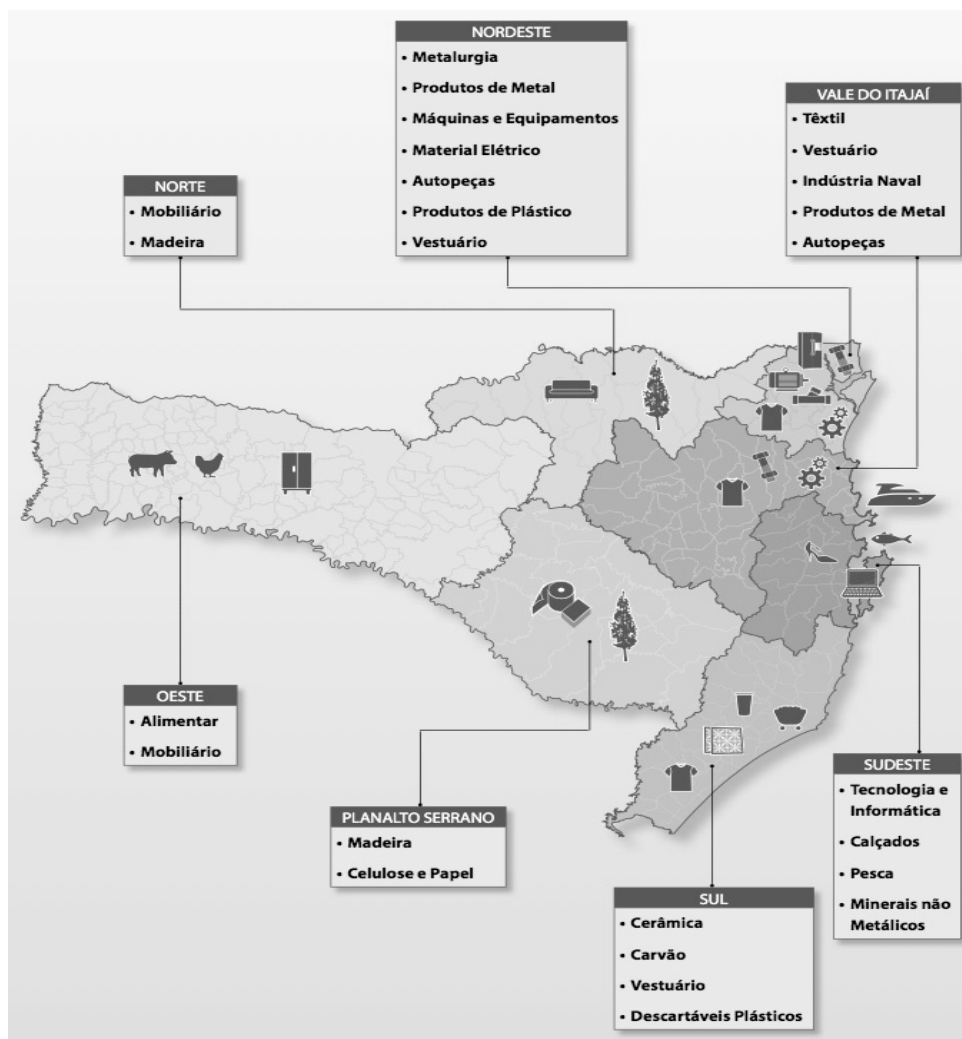 NORDESTE
• Metalurgia
• Produtos de Metal
• Máquinas e Equipamentos
• Material Elétrico
• Autopeças
• Produtos de Plástico
• Vestuário
VALE DO ITAJAÍ
• Têxtil
• Vestuário
• Indústria Naval
• Produtos de Metal
• Autopeças
NORTE
• Mobiliário
• Madeira
OESTE
• Alimentar
• Mobiliário
PLANALTO SERRANO
• Madeira
• Celulose e Papel
SUL
• Cerâmica
• Carvão
• Vestuário
• Descartáveis Plásticos
SUDESTE
• Tecnologia e
Informática
• Calçados
• Pesca
• Minerais não
Metálicos